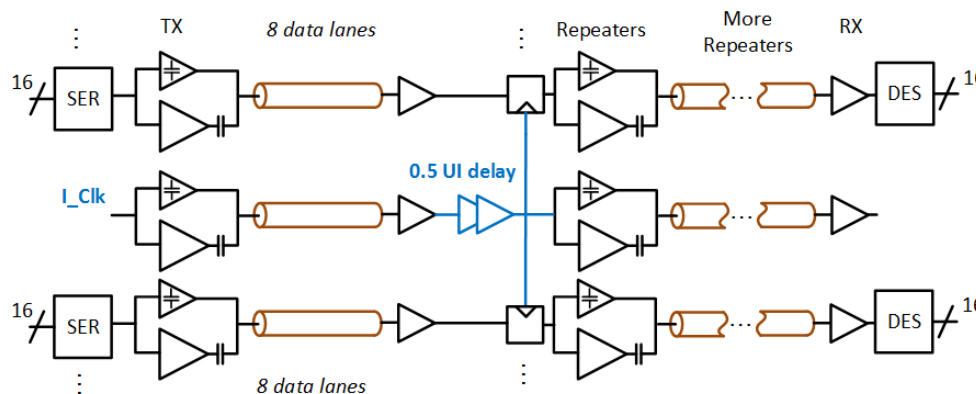 TX
8 data lanes
Repeaters
More
Repeaters
RX
16
SER
DES
16
I_Clk
0.5 UI delay
16
SER
DES
16
8 data lanes